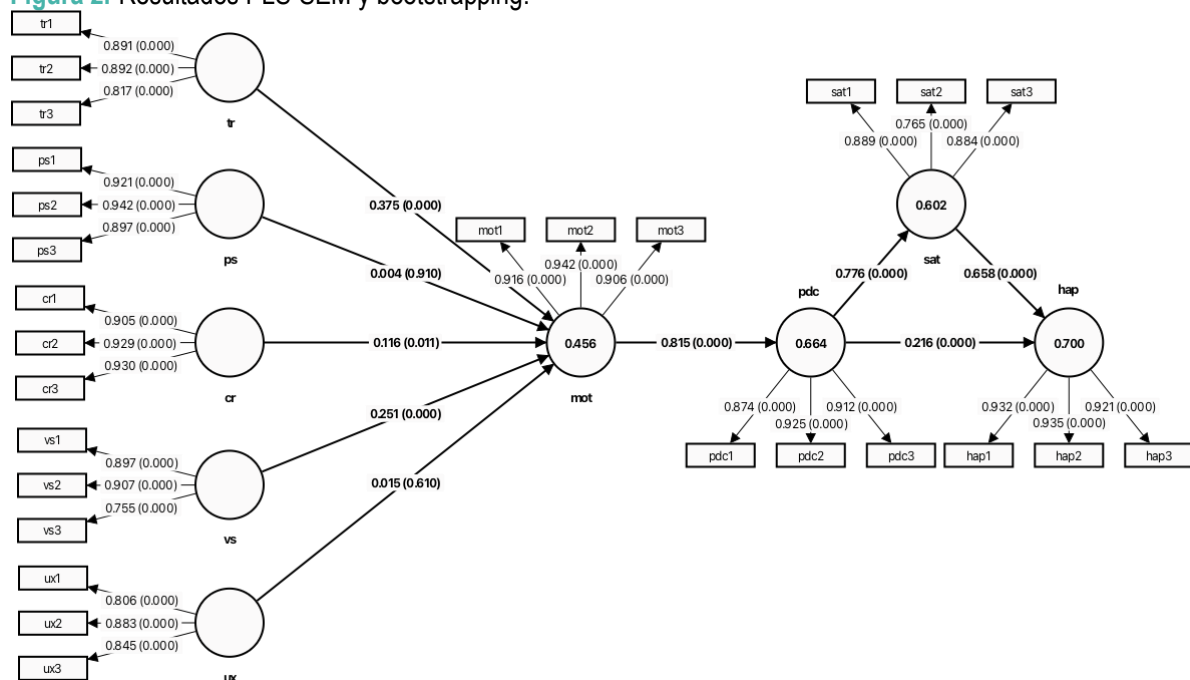 Figura 2. Resultados PLS-SEM y bootstrapping.
tr1
0.891 (0.000)
tr2
0.892 (0.000)
0.817 (0.000)
tr3
tr
ps1
0.921 (0.000)
ps2
0.942 (0.000)
0.897 (0.000)
ps3
ps
cr1
0.905 (0.000)
cr2
0.929 (0.000)
0.930 (0.000)
cr3
cr
vs1
0.897 (0.000)
vs2
0.907 (0.000)
0.755 (0.000)
vs3
vs
ux1
0.806 (0.000)
ux2
0.883 (0.000)
0.845 (0.000)
ux3
ux
0.375 (0.000)
0.004 (0.910)
0.116 (0.011)
0.251 (0.000)
0.015 (0.610)
mot1
mot2
mot3
0.942 (0.000)
0.916 (0.000)
0.906 (0.000)
0.456
mot
0.815 (0.000)
pdc
0.664
0.874 (0.000)
0.912 (0.000)
0.925 (0.000)
pdc1
pdc2
pdc3
0.776 (0.000)
0.216 (0.000)
sat1
sat2
sat3
0.765 (0.000)
0.889 (0.000)
0.884 (0.000)
0.602
sat
0.658 (0.000)
hap
0.700
0.932 (0.000)
0.921 (0.000)
0.935 (0.000)
hap1
hap2
hap3